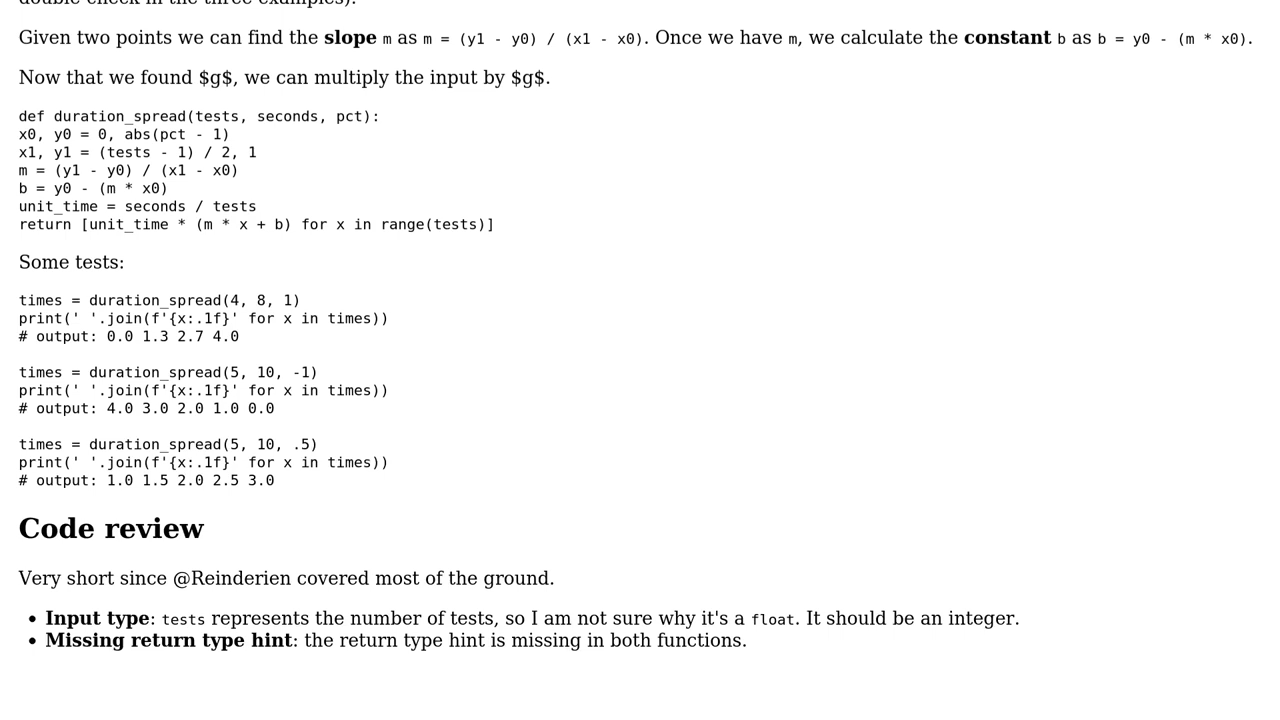 double check in the three examples).
Given two points we can find the slope m as m = (y1 - y0) / (x1 - x0). Once we have m, we calculate the constant b as b = y0 - (m * x0).
Now that we found $g$, we can multiply the input by $g$.
def duration_spread(tests, seconds, pct):
x0, y0 = 0, abs(pct - 1)
x1, y1 = (tests - 1) / 2, 1
m = (y1 - y0) / (x1 - x0)
b = y0 - (m * x0)
unit_time = seconds / tests
return [unit_time * (m * x + b) for x in range(tests)]
Some tests:
times = duration_spread(4, 8, 1)
print(' '.join(f'{x:.1f}' for x in times))
# output: 0.0 1.3 2.7 4.0
times = duration_spread(5, 10, -1)
print(' '.join(f'{x:.1f}' for x in times))
# output: 4.0 3.0 2.0 1.0 0.0
times = duration_spread(5, 10, .5)
print(' '.join(f'{x:.1f}' for x in times))
# output: 1.0 1.5 2.0 2.5 3.0
Code review
Very short since @Reinderien covered most of the ground.
• Input type: tests represents the number of tests, so I am not sure why it's a float. It should be an integer.
• Missing return type hint: the return type hint is missing in both functions.